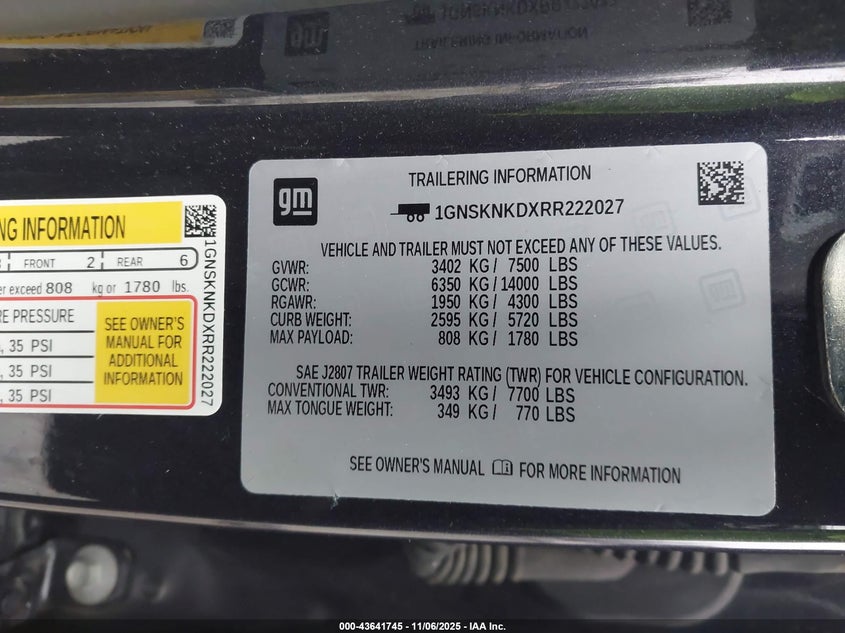 NG INFORMATION
FRONT 2 REAR 6
er exceed 808 kg or 1780 lbs.
RE PRESSURE
, 35 PSI
, 35 PSI
, 35 PSI
SEE OWNER'S
MANUAL FOR
ADDITIONAL
INFORMATION
1GNSKNKDXRR222027
gm
TRAILERING INFORMATION
1GNSKNKDXRR222027
VEHICLE AND TRAILER MUST NOT EXCEED ANY OF THESE VALUES.
GVWR: 3402 KG / 7500 LBS
GCWR: 6350 KG / 14000 LBS
RGAWR: 1950 KG / 4300 LBS
CURB WEIGHT: 2595 KG / 5720 LBS
MAX PAYLOAD: 808 KG / 1780 LBS
SAE J2807 TRAILER WEIGHT RATING (TWR) FOR VEHICLE CONFIGURATION.
CONVENTIONAL TWR: 3493 KG / 7700 LBS
MAX TONGUE WEIGHT: 349 KG / 770 LBS
SEE OWNER'S MANUAL FOR MORE INFORMATION
000-43641745 - 11/06/2025 - IAA Inc.